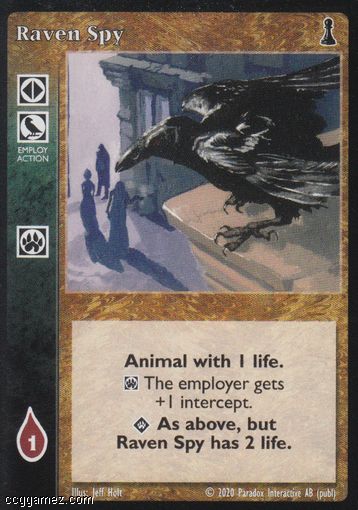 Raven Spy
EMPLOY
ACTION
Animal with 1 life.
The employer gets
+1 intercept.
As above, but
Raven Spy has 2 life.
1
Illus: Jeff Holt © 2020 Paradox Interactive AB (publ)
ccggamez.com